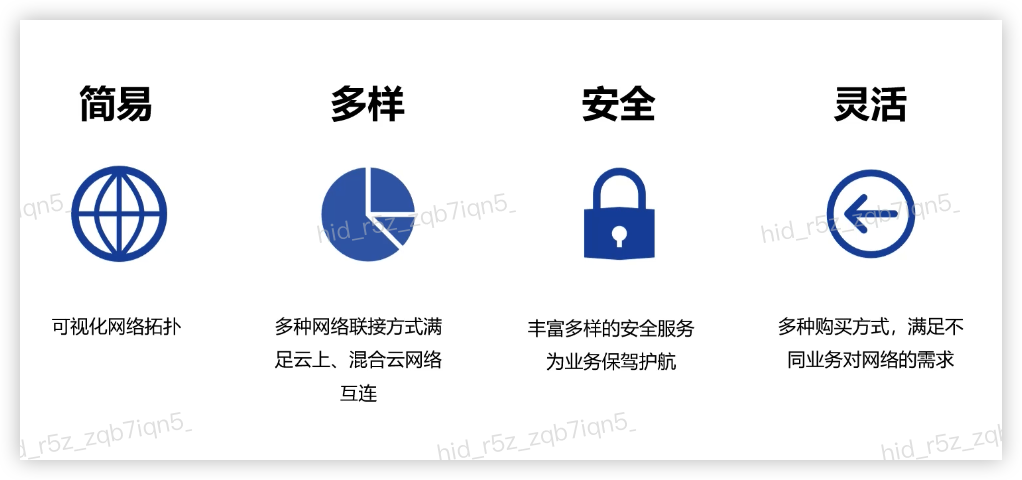 简易
多样
安全
灵活
可视化网络拓扑
多种网络联接方式满
足云上、混合云网络
互连
丰富多样的安全服务
为业务保驾护航
多种购买方式，满足不
同业务对网络的需求
iqn5_
hid_r5z_zqb7iqn5_
hid_r5z_zqb7iqn5_
hid_r5z_zqb7iqn5_
hid_r5z_zqb7iqn5_
hid_r5z_zqb